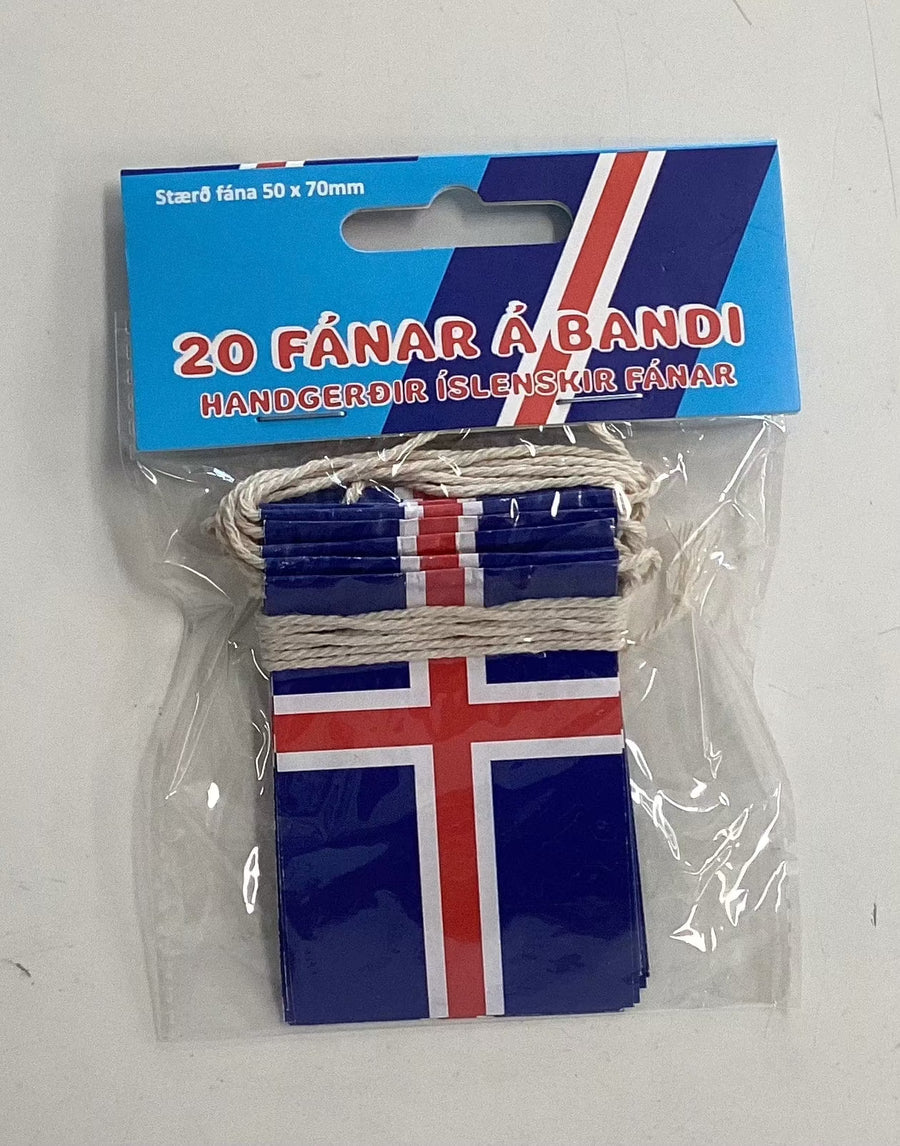 Stærð fána 50 x 70mm
20 FÁNAR Á BANDI
HANDGERÐIR ÍSLENSKIR FÁNAR